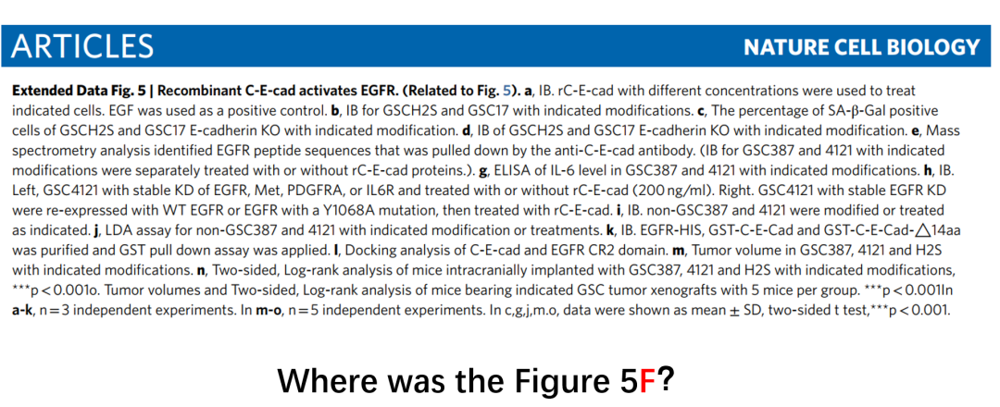 ARTICLES NATURE CELL BIOLOGY
Extended Data Fig. 5 | Recombinant C-E-cad activates EGFR. (Related to Fig. 5). a, IB. rC-E-cad with different concentrations were used to treat
indicated cells. EGF was used as a positive control. b, IB for GSCH2S and GSC17 with indicated modifications. c, The percentage of SA-β-Gal positive
cells of GSCH2S and GSC17 E-cadherin KO with indicated modification. d, IB of GSCH2S and GSC17 E-cadherin KO with indicated modification. e, Mass
spectrometry analysis identified EGFR peptide sequences that was pulled down by the anti-C-E-cad antibody. (IB for GSC387 and 4121 with indicated
modifications were separately treated with or without rC-E-cad proteins.). g, ELISA of IL-6 level in GSC387 and 4121 with indicated modifications. h, IB.
Left, GSC4121 with stable KD of EGFR, Met, PDGFRA, or IL6R and treated with or without rC-E-cad (200 ng/ml). Right. GSC4121 with stable EGFR KD
were re-expressed with WT EGFR or EGFR with a Y1068A mutation, then treated with rC-E-cad. i, IB. non-GSC387 and 4121 were modified or treated
as indicated. j, LDA assay for non-GSC387 and 4121 with indicated modification or treatments. k, IB. EGFR-HIS, GST-C-E-Cad and GST-C-E-Cad-△14aa
was purified and GST pull down assay was applied. l, Docking analysis of C-E-cad and EGFR CR2 domain. m, Tumor volume in GSC387, 4121 and H2S
with indicated modifications. n, Two-sided, Log-rank analysis of mice intracranially implanted with GSC387, 4121 and H2S with indicated modifications,
***p < 0.001o. Tumor volumes and Two-sided, Log-rank analysis of mice bearing indicated GSC tumor xenografts with 5 mice per group. ***p < 0.001In
a-k, n = 3 independent experiments. In m-o, n = 5 independent experiments. In c,g,j,m.o, data were shown as mean ± SD, two-sided t test,***p < 0.001.
Where was the Figure 5F?